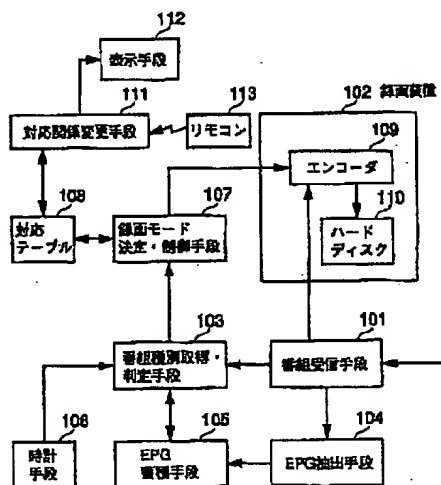 112
表示手段
111
対応関係変更手段
113
リモコン
102 録画装置
109
エンコーダ
110
ハード
ディスク
108
対応
テーブル
107
録画モード
決定・制御手段
103
番組種別取得・
判定手段
101
番組受信手段
106
時計
手段
105
EPG
蓄積手段
104
EPG抽出手段